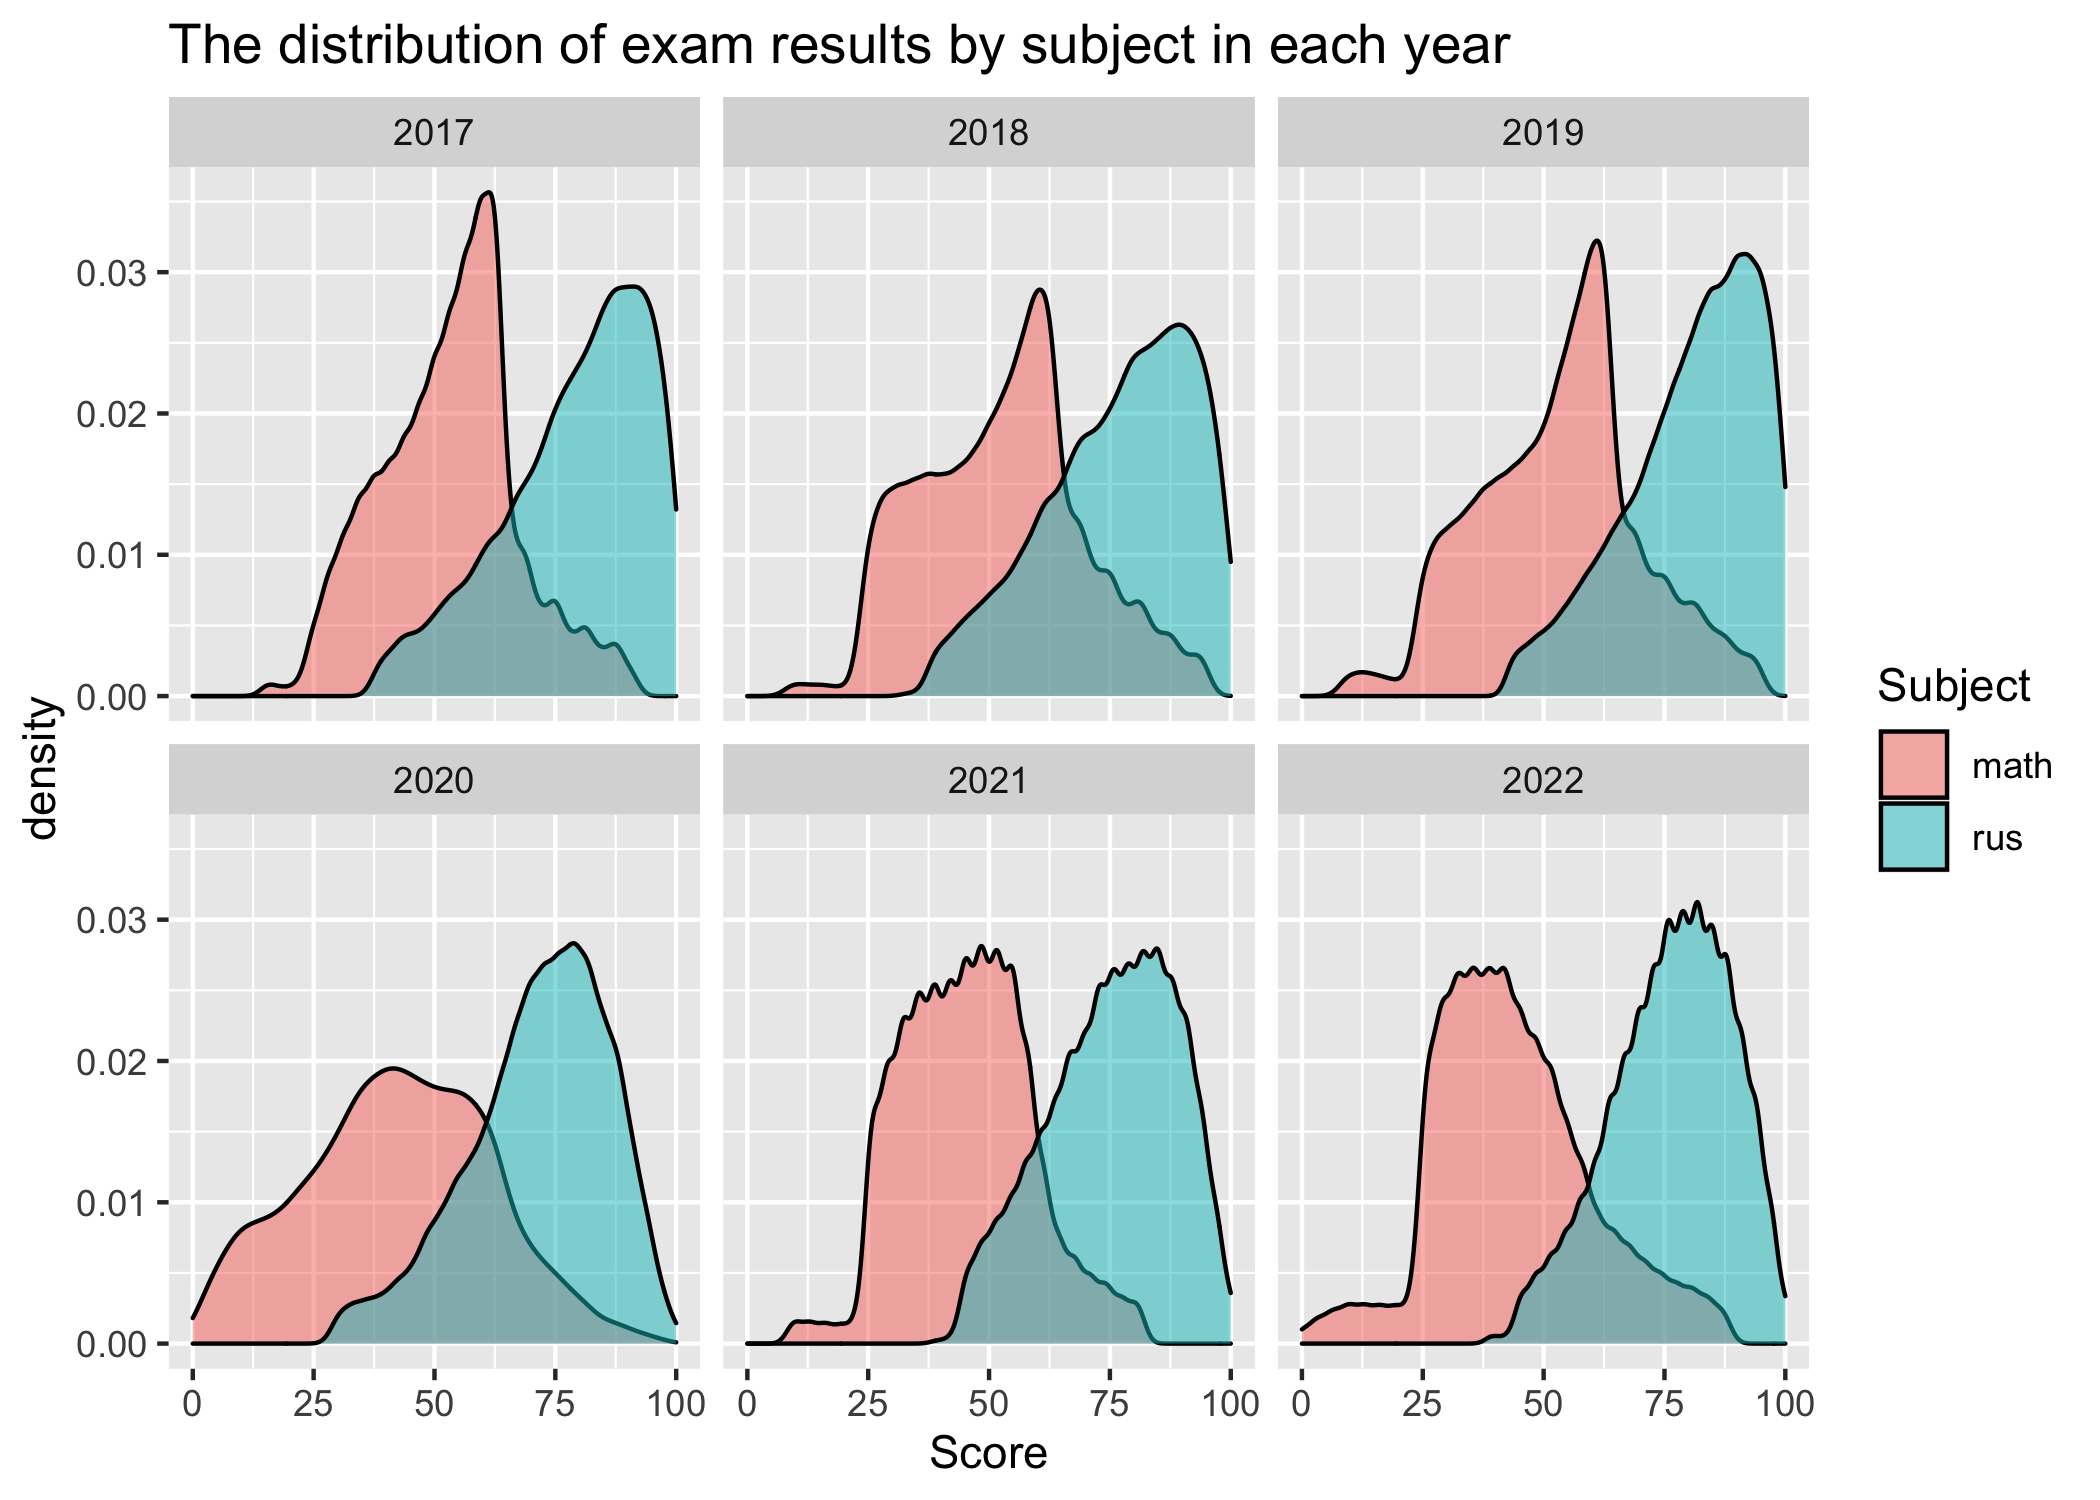 The distribution of exam results by subject in each year
2017
2018
2019
0.03
0.02
0.01
0.00
2020
2021
2022
0.03
0.02
0.01
0.00
0 25 50 75 100
0 25 50 75 100
0 25 50 75 100
density
Score
Subject
math
rus